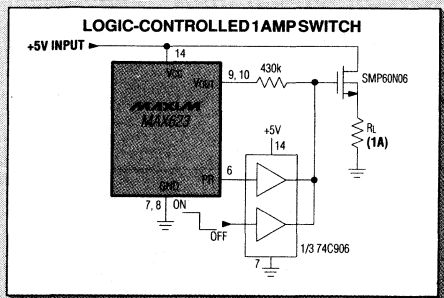 LOGIC-CONTROLLED 1 AMP SWITCH
+5V INPUT
14
VCC
VOUT
9, 10
430k
SMP60N06
MAXIM
MAX623
RL
(1A)
+5V
14
PR
6
GND
7, 8
ON
OFF
7
1/3 74C906